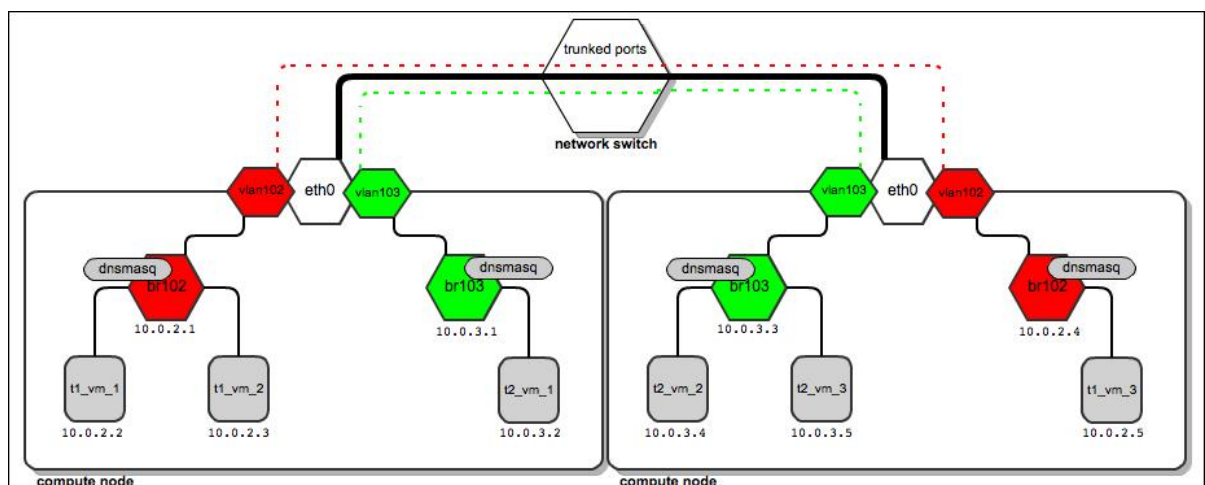 trunked ports
network switch
vlan102
eth0
vlan103
vlan103
eth0
vlan102
dnsmasq
br102
10.0.2.1
dnsmasq
br103
10.0.3.1
dnsmasq
br103
10.0.3.3
dnsmasq
br102
10.0.2.4
t1_vm_1
t1_vm_2
t2_vm_1
t2_vm_2
t2_vm_3
t1_vm_3
10.0.2.2
10.0.2.3
10.0.3.2
10.0.3.4
10.0.3.5
10.0.2.5
compute node
compute node